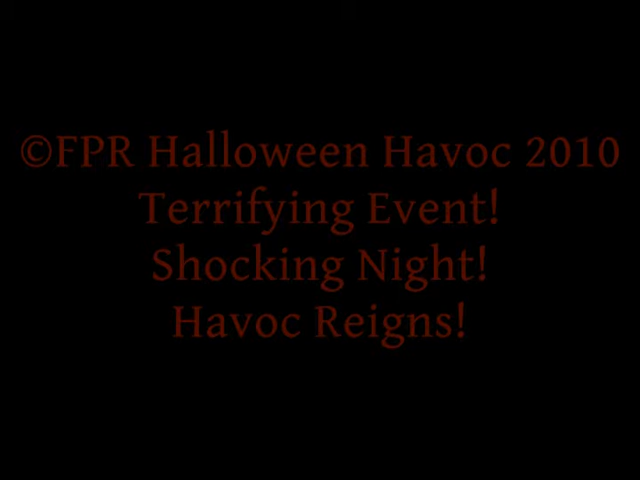 ©FPR Halloween Havoc 2010
Terrifying Event!
Shocking Night!
Havoc Reigns!